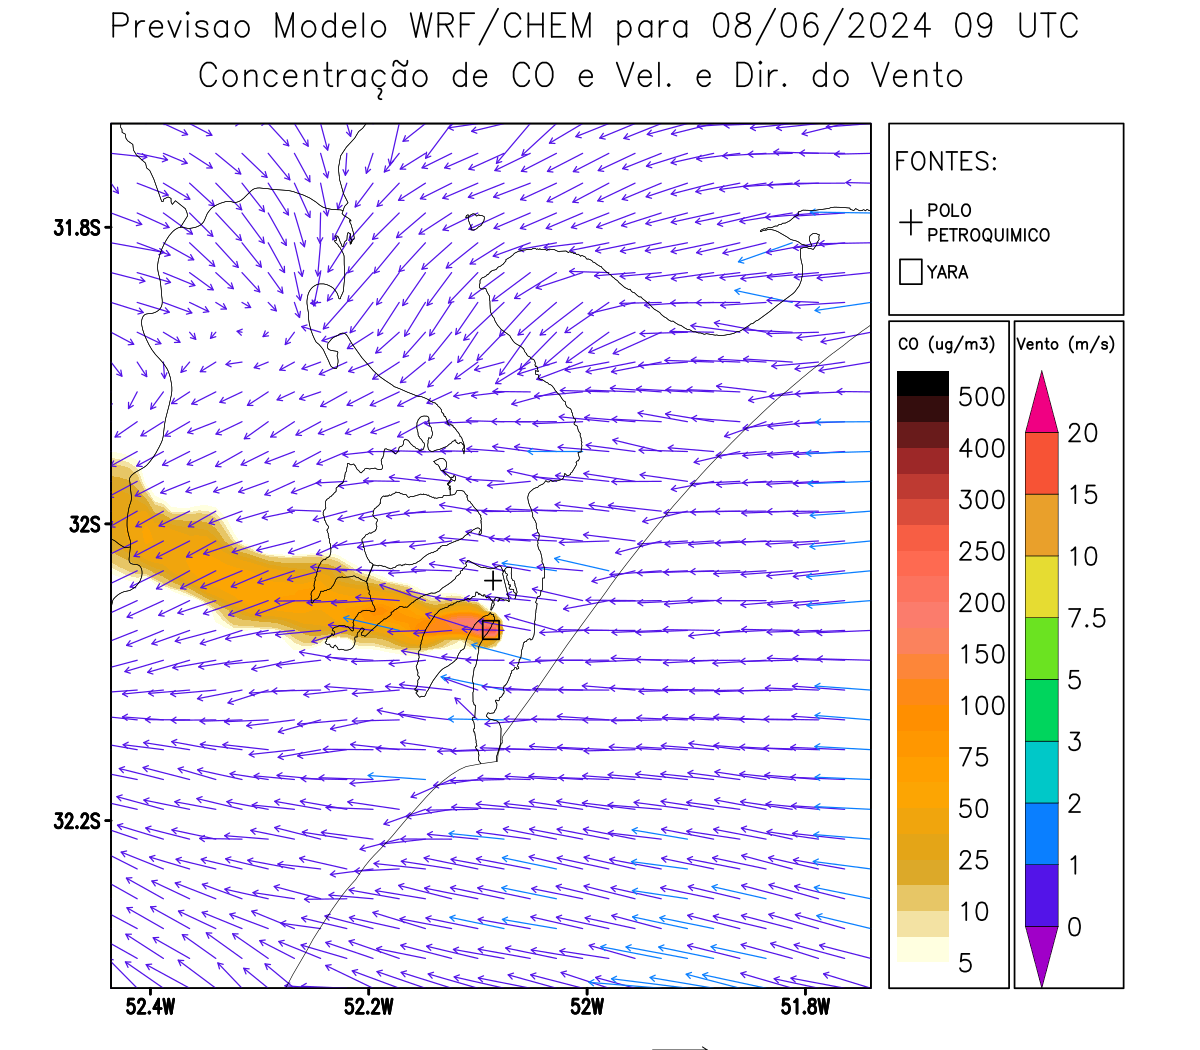 Previsao Modelo WRF/CHEM para 08/06/2024 09 UTC
Concentração de CO e Vel. e Dir. do Vento
FONTES:
POLO
PETROQUIMICO
YARA
CO (ug/m3)
500
400
300
250
200
150
100
75
50
25
10
5
Vento (m/s)
20
15
10
7.5
5
3
2
1
0
31.8S
32S
32.2S
52.4W
52.2W
52W
51.8W